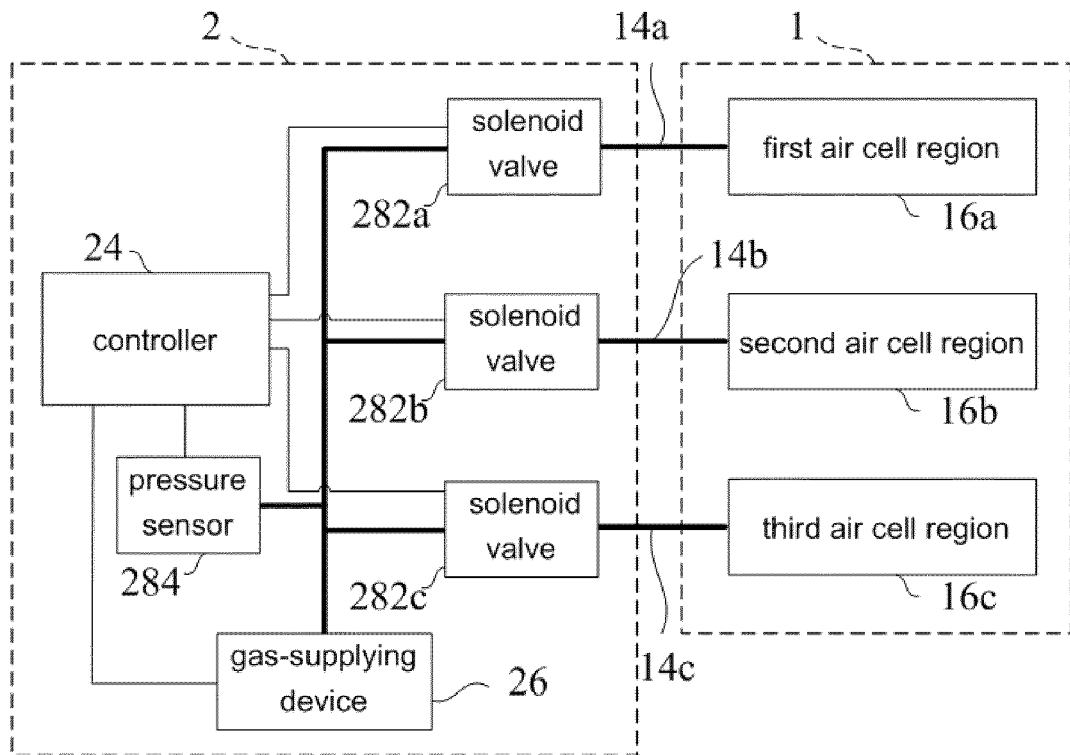 2
14a
1
solenoid
valve
first air cell region
282a
16a
24
14b
controller
solenoid
valve
second air cell region
282b
16b
pressure
sensor
solenoid
valve
third air cell region
284
282c
16c
gas-supplying
device
26
14c